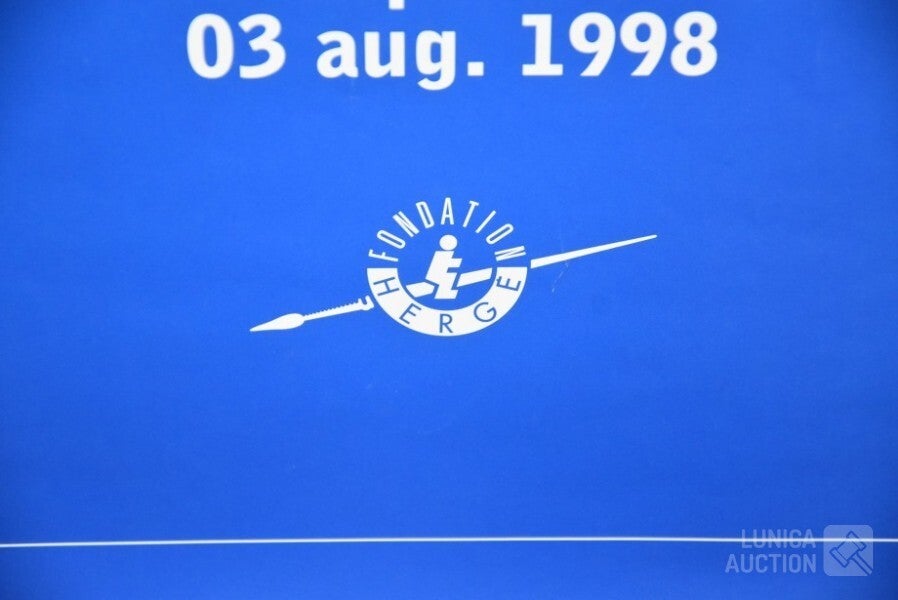 03 aug. 1998
FONDATION
HERGE
LUNICA
AUCTION